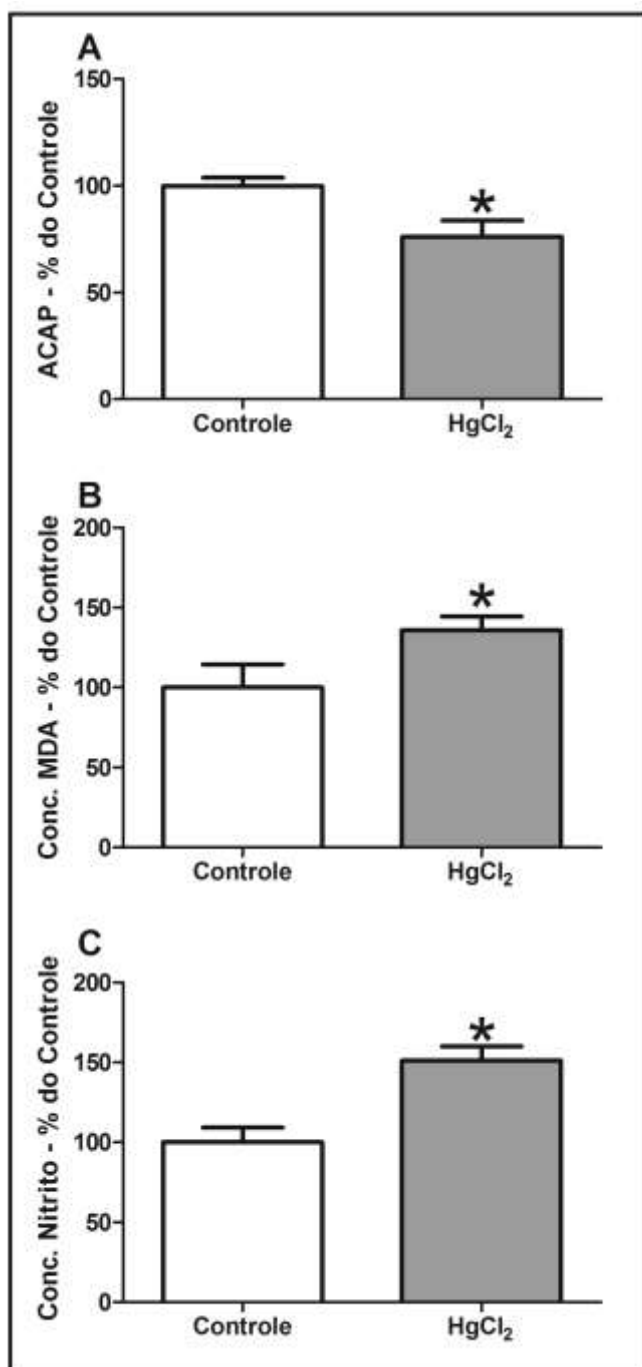 A
ACAP - % do Controle
150
100
50
0
*
Controle
HgCl₂
B
Conc. MDA - % do Controle
200
150
100
50
0
*
Controle
HgCl₂
C
Conc. Nitrito - % do Controle
200
150
100
50
0
*
Controle
HgCl₂